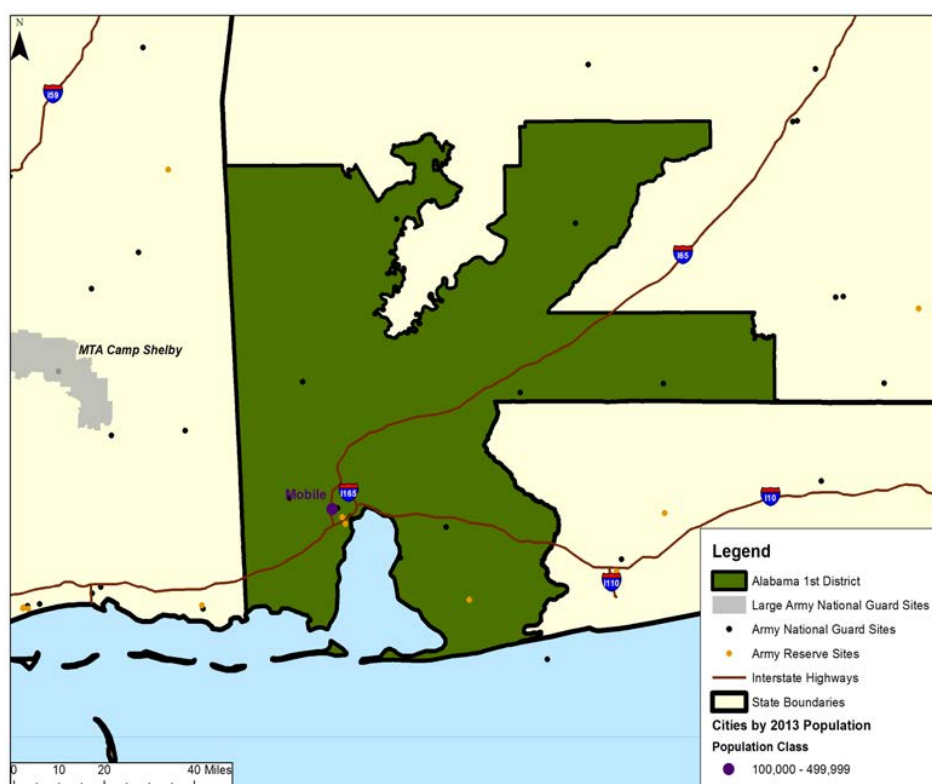 N
I59
I65
MTA Camp Shelby
Mobile
I165
I10
I110
Legend
Alabama 1st District
Large Army National Guard Sites
Army National Guard Sites
Army Reserve Sites
Interstate Highways
State Boundaries
Cities by 2013 Population
Population Class
100,000 - 499,999
0 10 20 40 Miles